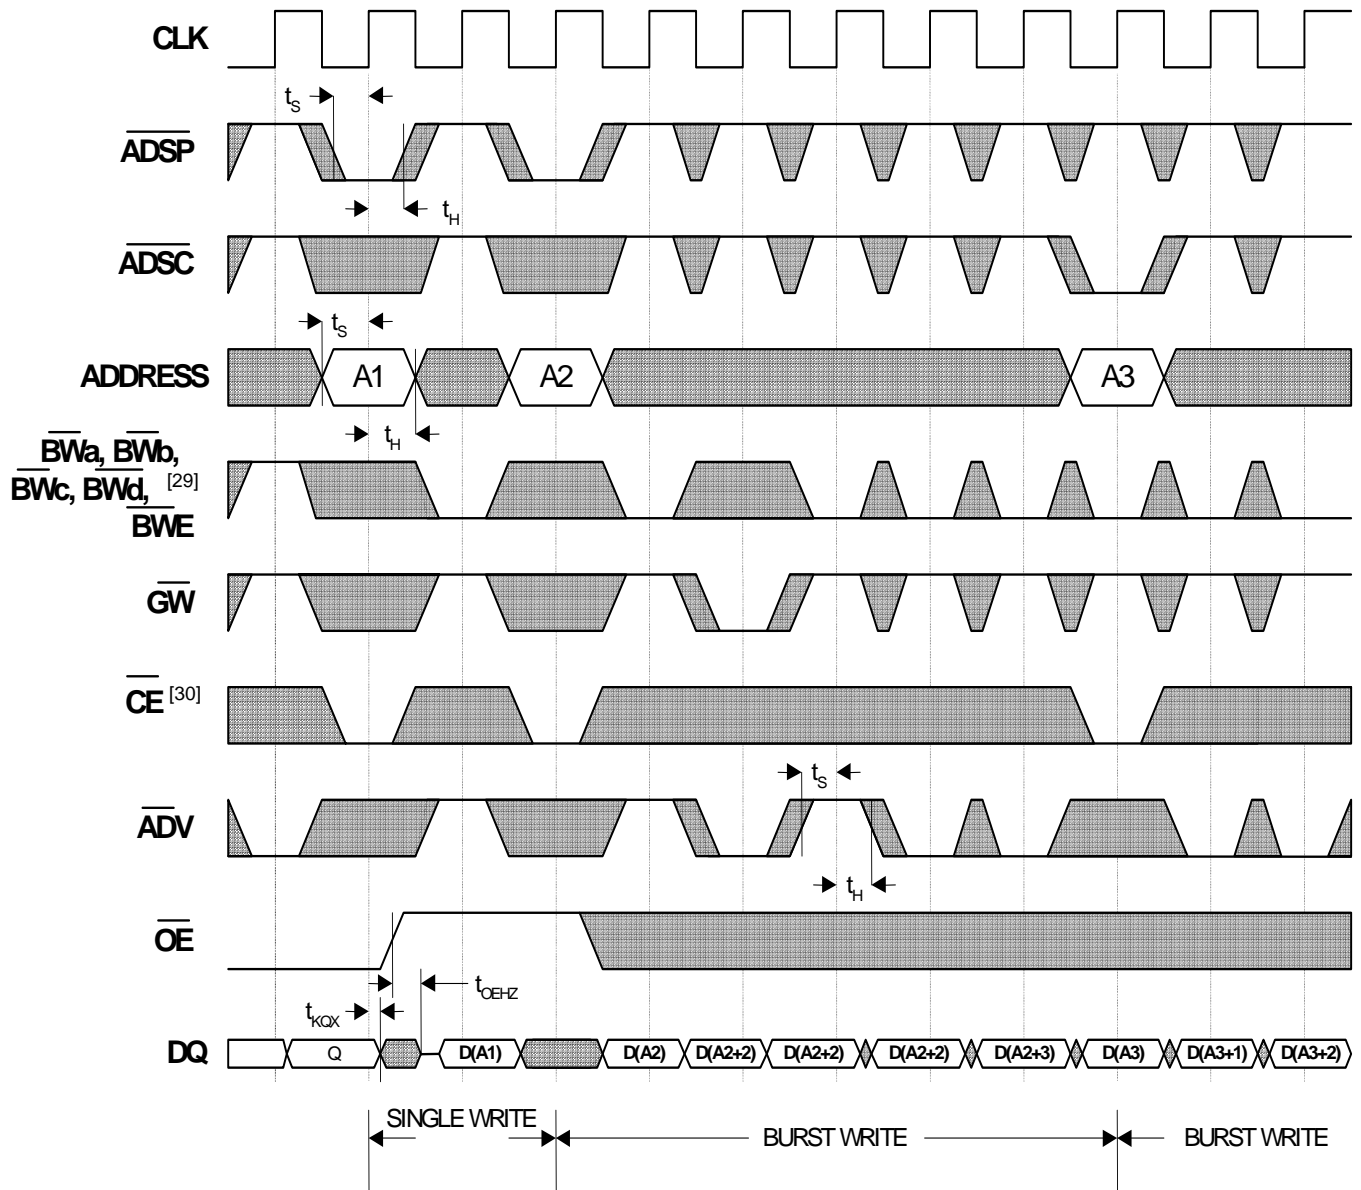 CLK
tS
ADSP
tH
ADSC
tS
ADDRESS A1 A2 A3
tH
BWa, BWb,
BWc, BWd, [29]
BWE
GW
CE [30]
tS
ADV
tH
OE
tOEHZ
tKQX
DQ Q D(A1) D(A2) D(A2+2) D(A2+2) D(A2+2) D(A2+3) D(A3) D(A3+1) D(A3+2)
SINGLE WRITE BURST WRITE BURST WRITE